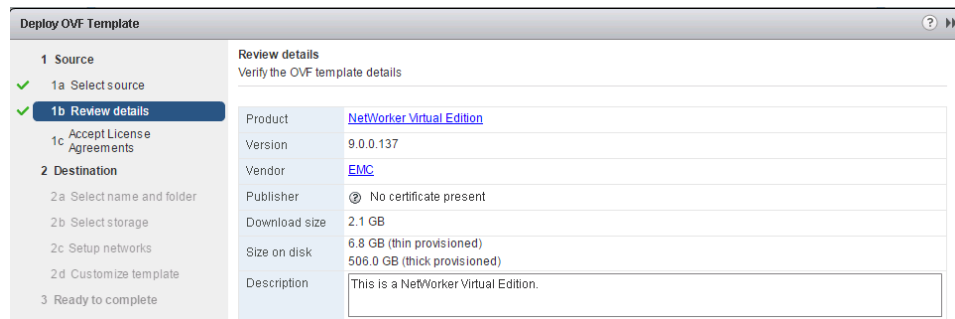 Deploy OVF Template
?
1 Source
1a Select source
1b Review details
1c Accept License
Agreements
2 Destination
2a Select name and folder
2b Select storage
2c Setup networks
2d Customize template
3 Ready to complete
Review details
Verify the OVF template details
Product NetWorker Virtual Edition
Version 9.0.0.137
Vendor EMC
Publisher ? No certificate present
Download size 2.1 GB
Size on disk 6.8 GB (thin provisioned)
506.0 GB (thick provisioned)
Description This is a NetWorker Virtual Edition.